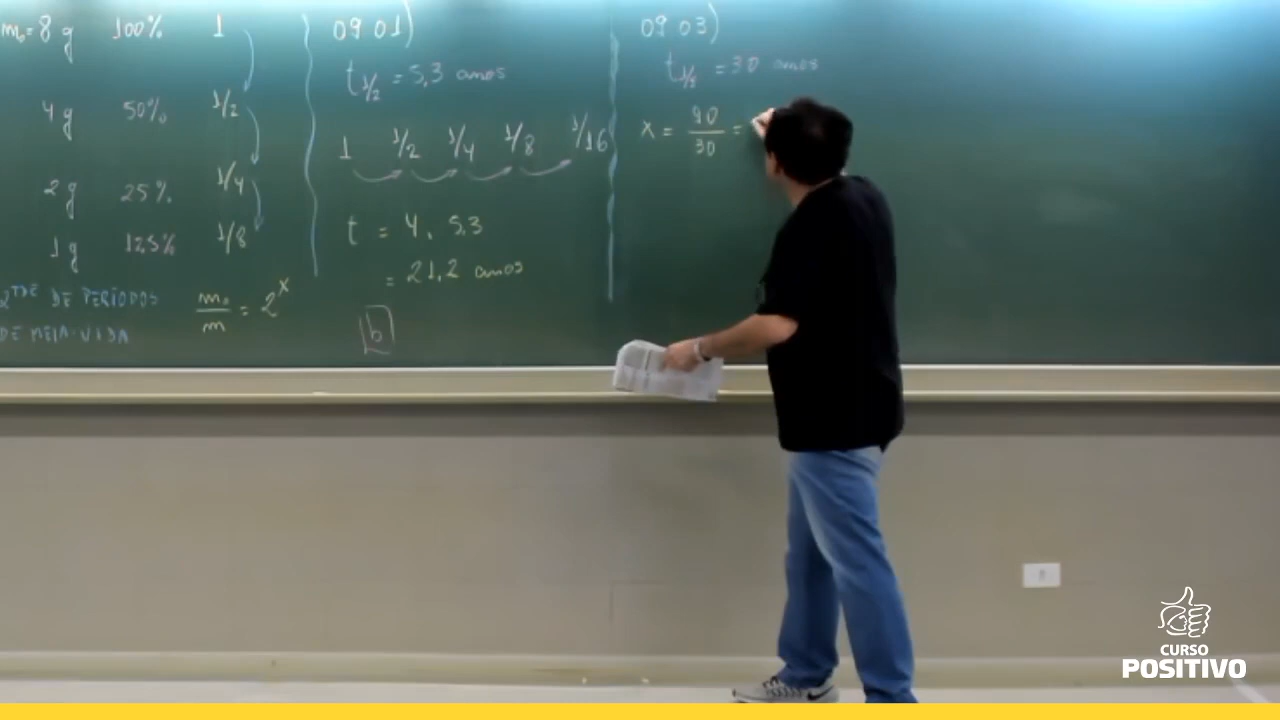 m₀= 8 g 100% 1
4 g 50% 1/2
2 g 25% 1/4
1 g 12,5% 1/8
QTDE DE PERÍODOS
DE MEIA-VIDA
m₀/m = 2^x
09 01)
t1/2 = 5,3 anos
1 1/2 1/4 1/8 1/16
t = 4 . 5,3
= 21,2 anos
b
09 03)
t1/2 = 30 anos
x = 90/30 =
CURSO
POSITIVO